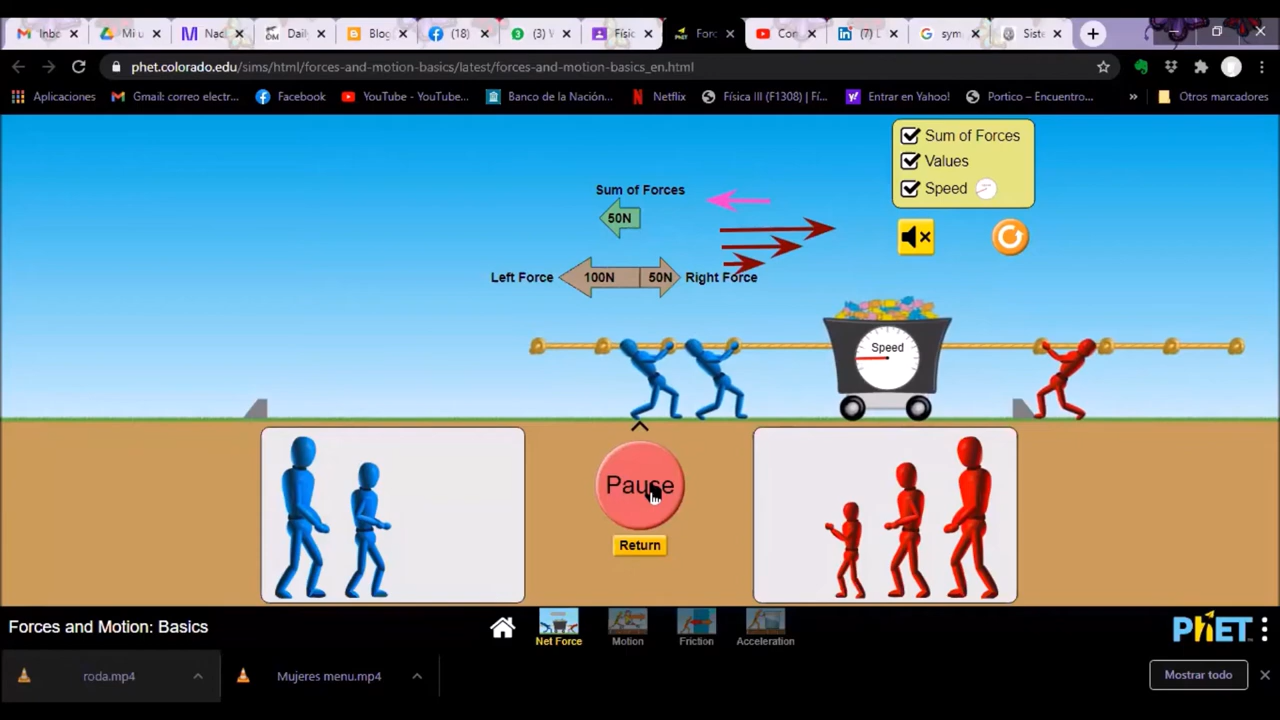 Inbo
Mi u
Nac
Daily
Blog
(18)
(3) V
Físic
Forc
Con
(7) L
sym
Siste
phet.colorado.edu/sims/html/forces-and-motion-basics/latest/forces-and-motion-basics_en.html
Aplicaciones
Gmail: correo electr...
Facebook
YouTube - YouTube...
Banco de la Nación...
Netflix
Física III (F1308) | Fí...
Entrar en Yahoo!
Portico – Encuentro...
»
Otros marcadores
Sum of Forces
Values
Speed
Sum of Forces
50N
Left Force
100N
50N
Right Force
Speed
Pause
Return
Forces and Motion: Basics
Net Force
Motion
Friction
Acceleration
PhET
roda.mp4
Mujeres menu.mp4
Mostrar todo